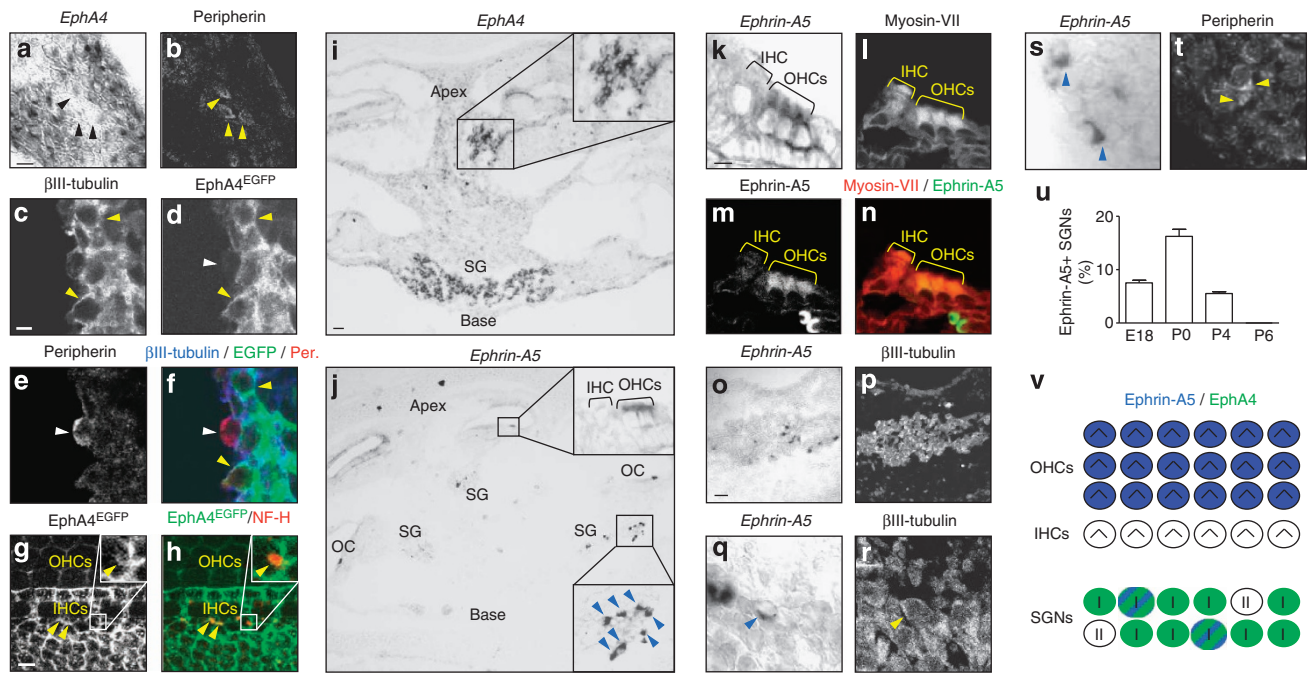 EphA4
Peripherin
a
b
βIII-tubulin
EphA4EGFP
c
d
Peripherin
βIII-tubulin / EGFP / Per.
e
f
EphA4EGFP
EphA4EGFP/NF-H
g
OHCs
IHCs
h
OHCs
IHCs
EphA4
i
Apex
SG
Base
Ephrin-A5
j
Apex
IHC
OHCs
OC
SG
SG
SG
OC
Base
Ephrin-A5
Myosin-VII
k
IHC
OHCs
l
IHC
OHCs
Ephrin-A5
Myosin-VII / Ephrin-A5
m
IHC
OHCs
n
IHC
OHCs
Ephrin-A5
βIII-tubulin
o
p
Ephrin-A5
βIII-tubulin
q
r
Ephrin-A5
Peripherin
s
t
u
Ephrin-A5+ SGNs
(%)
20
10
0
E18 P0 P4 P6
v
Ephrin-A5 / EphA4
OHCs
IHCs
SGNs
I I I I II I
II I I I I I